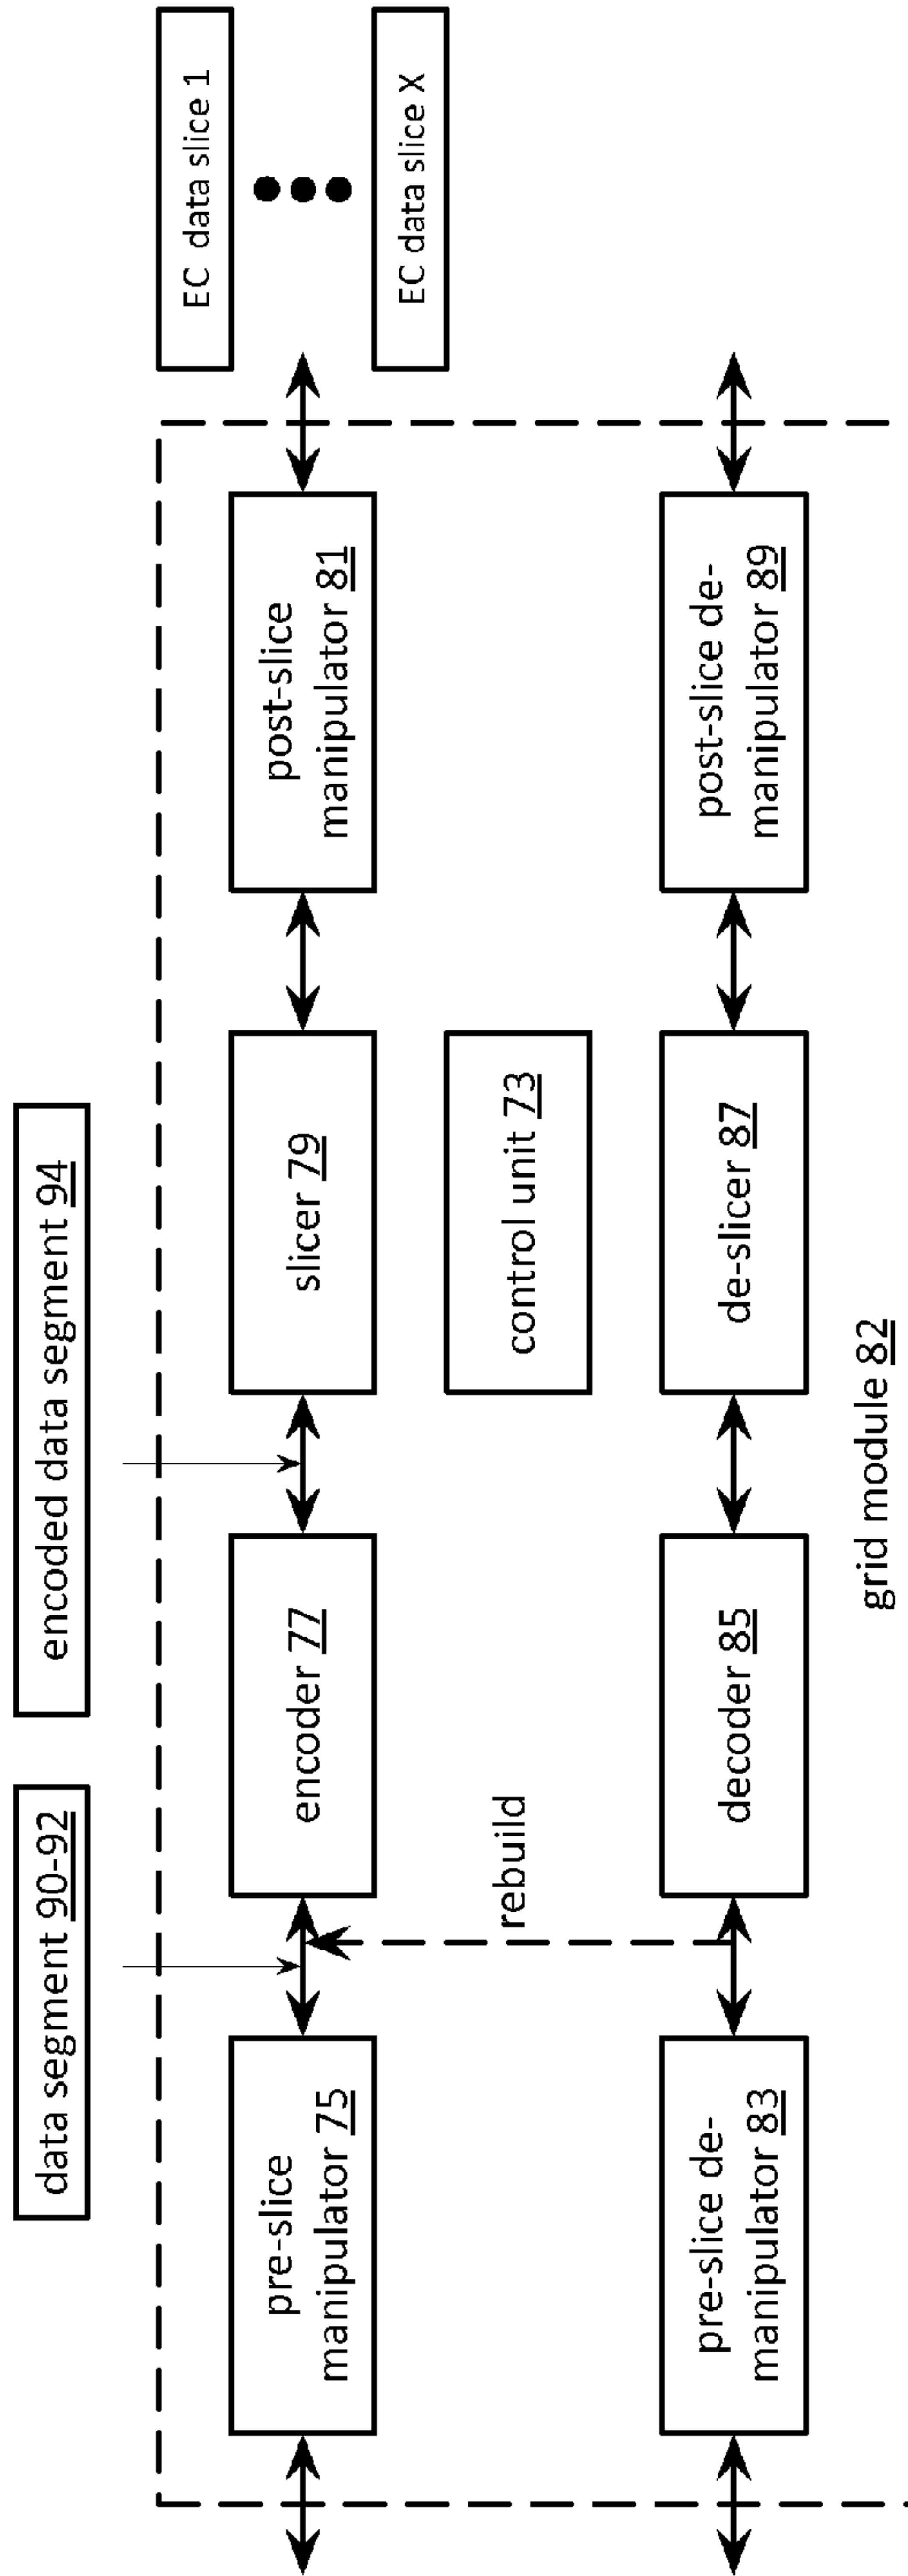 data segment 90-92
encoded data segment 94
EC data slice 1
EC data slice X
pre-slice
manipulator 75
encoder 77
slicer 79
post-slice
manipulator 81
rebuild
control unit 73
pre-slice de-
manipulator 83
decoder 85
de-slicer 87
post-slice de-
manipulator 89
grid module 82